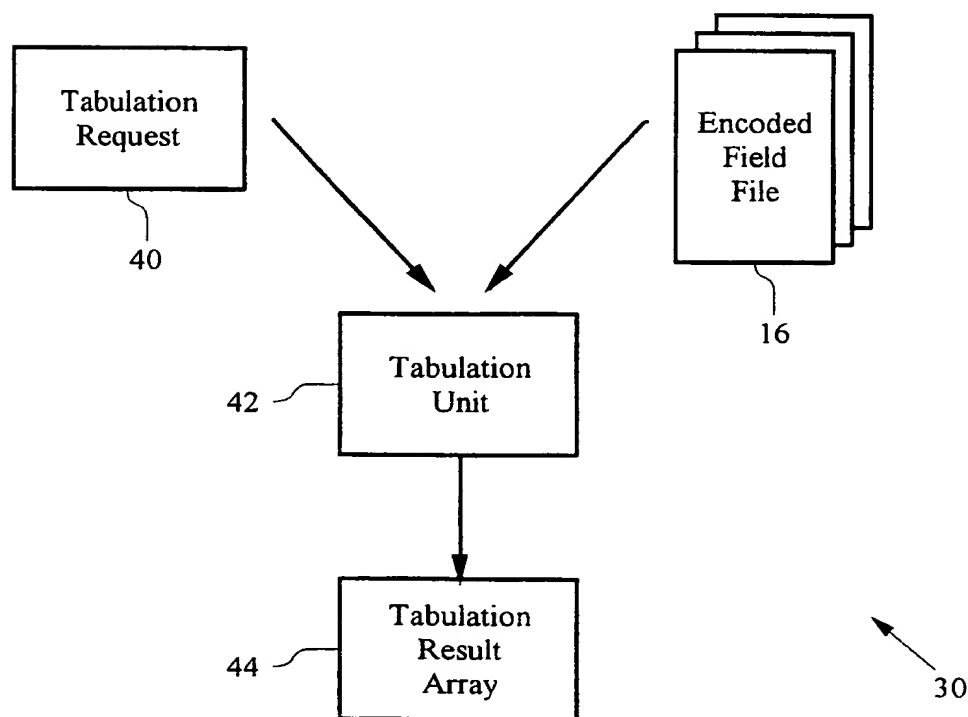 Tabulation
Request
40
Encoded
Field
File
16
Tabulation
Unit
42
Tabulation
Result
Array
44
30